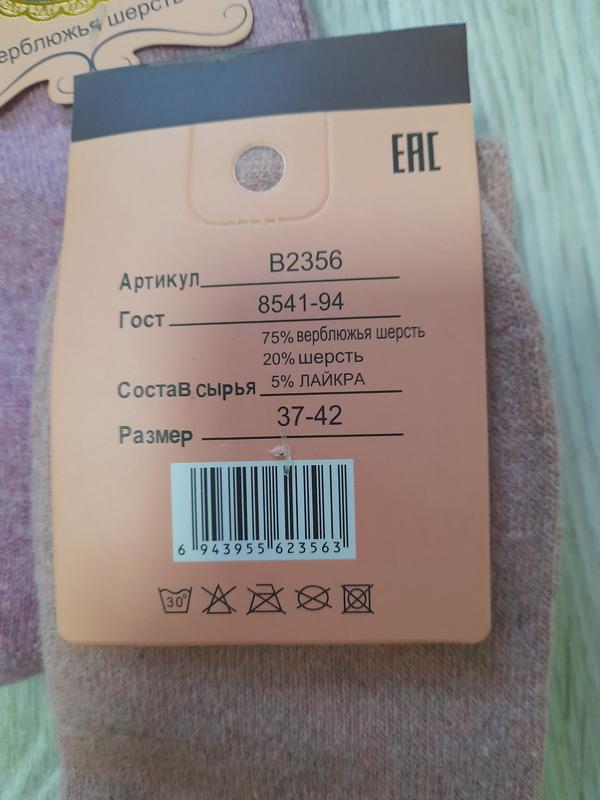 верблюжья шерсть
EAC
Артикул B2356
Гост 8541-94
75% верблюжья шерсть
20% шерсть
Состав сырья 5% ЛАЙКРА
Размер 37-42
6 943955 623563
30°